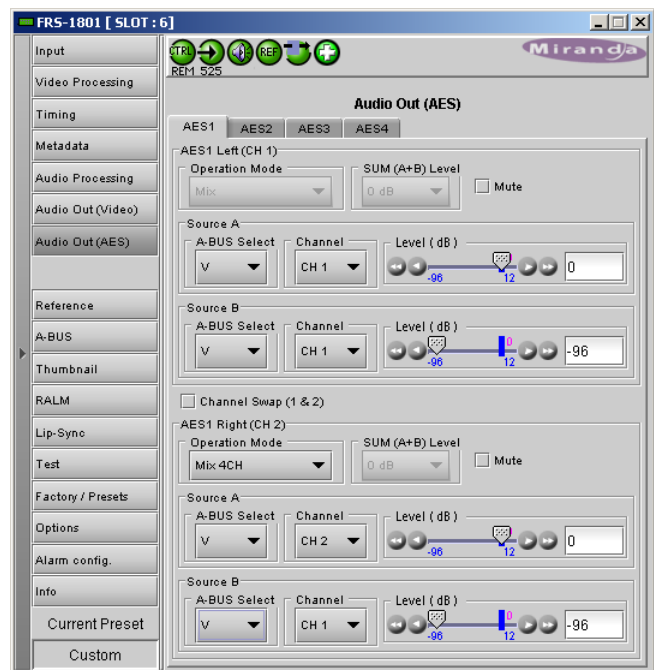 FRS-1801 [ SLOT : 6]
Input
Video Processing
Timing
Metadata
Audio Processing
Audio Out (Video)
Audio Out (AES)
Reference
A-BUS
Thumbnail
RALM
Lip-Sync
Test
Factory / Presets
Options
Alarm config.
Info
Current Preset
Custom
CTRL
REF
REM 525
Miranda
Audio Out (AES)
AES1 AES2 AES3 AES4
AES1 Left (CH 1)
Operation Mode SUM (A+B) Level
Mix 0 dB Mute
Source A
A-BUS Select Channel Level ( dB )
V CH 1 0
-96 12
Source B
A-BUS Select Channel Level ( dB )
V CH 1 0 -96
-96 12
Channel Swap (1 & 2)
AES1 Right (CH 2)
Operation Mode SUM (A+B) Level
Mix 4CH 0 dB Mute
Source A
A-BUS Select Channel Level ( dB )
V CH 2 0
-96 12
Source B
A-BUS Select Channel Level ( dB )
V CH 1 0 -96
-96 12